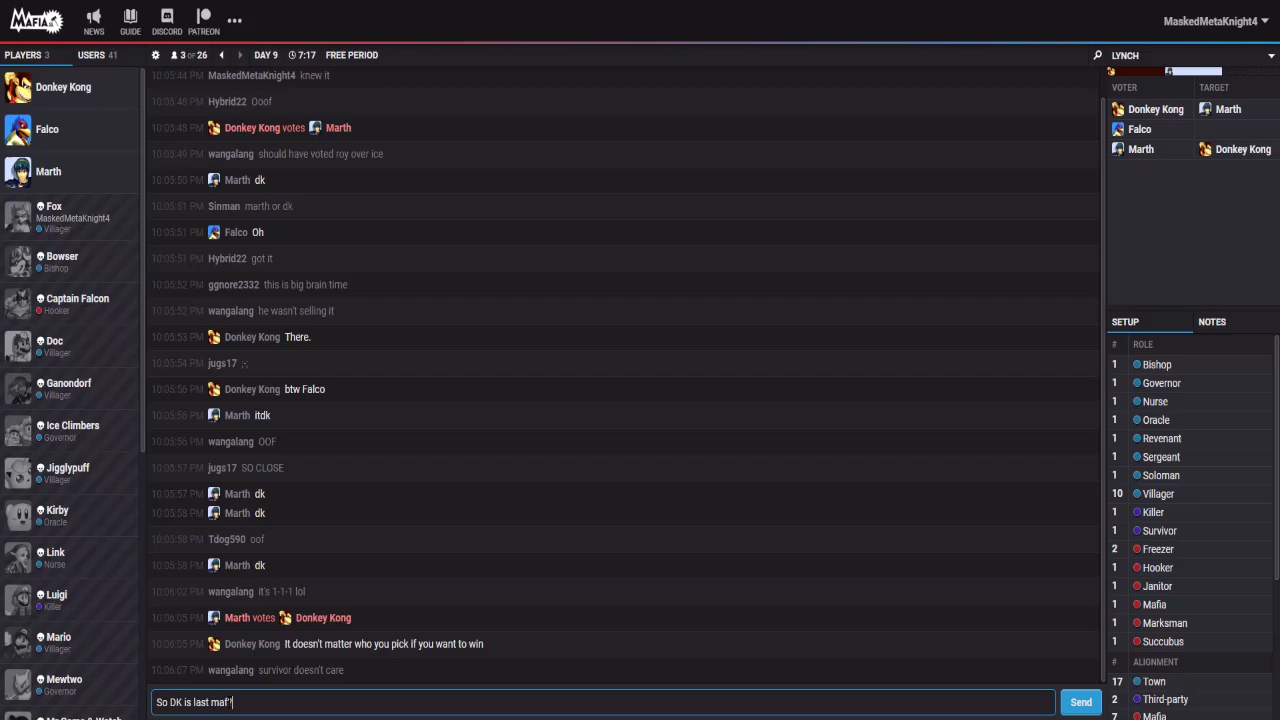 MAFIA
NEWS
GUIDE
DISCORD
PATREON
MaskedMetaKnight4
PLAYERS 3
USERS 41
3 of 26
DAY 9
7:17
FREE PERIOD
LYNCH
Donkey Kong
Falco
Marth
Fox
MaskedMetaKnight4
Villager
Bowser
Bishop
Captain Falcon
Hooker
Doc
Villager
Ganondorf
Villager
Ice Climbers
Governor
Jigglypuff
Villager
Kirby
Oracle
Link
Nurse
Luigi
Killer
Mario
Villager
Mewtwo
Governor
10:05:44 PM MaskedMetaKnight4 knew it
10:05:48 PM Hybrid22 Ooof
10:05:48 PM Donkey Kong votes Marth
10:05:49 PM wangalang should have voted roy over ice
10:05:50 PM Marth dk
10:05:51 PM Sinman marth or dk
10:05:51 PM Falco Oh
10:05:51 PM Hybrid22 got it
10:05:52 PM ggnore2332 this is big brain time
10:05:52 PM wangalang he wasn't selling it
10:05:53 PM Donkey Kong There.
10:05:54 PM jugs17 ;-;
10:05:56 PM Donkey Kong btw Falco
10:05:56 PM Marth itdk
10:05:56 PM wangalang OOF
10:05:57 PM jugs17 SO CLOSE
10:05:57 PM Marth dk
10:05:58 PM Marth dk
10:05:58 PM Tdog590 oof
10:05:58 PM Marth dk
10:06:02 PM wangalang it's 1-1-1 lol
10:06:05 PM Marth votes Donkey Kong
10:06:05 PM Donkey Kong It doesn't matter who you pick if you want to win
10:06:07 PM wangalang survivor doesn't care
So DK is last maf?
Send
VOTER TARGET
Donkey Kong Marth
Falco
Marth Donkey Kong
SETUP
NOTES
# ROLE
1 Bishop
1 Governor
1 Nurse
1 Oracle
1 Revenant
1 Sergeant
1 Soloman
10 Villager
1 Killer
1 Survivor
2 Freezer
1 Hooker
1 Janitor
1 Mafia
1 Marksman
1 Succubus
# ALIGNMENT
17 Town
2 Third-party
7 Mafia